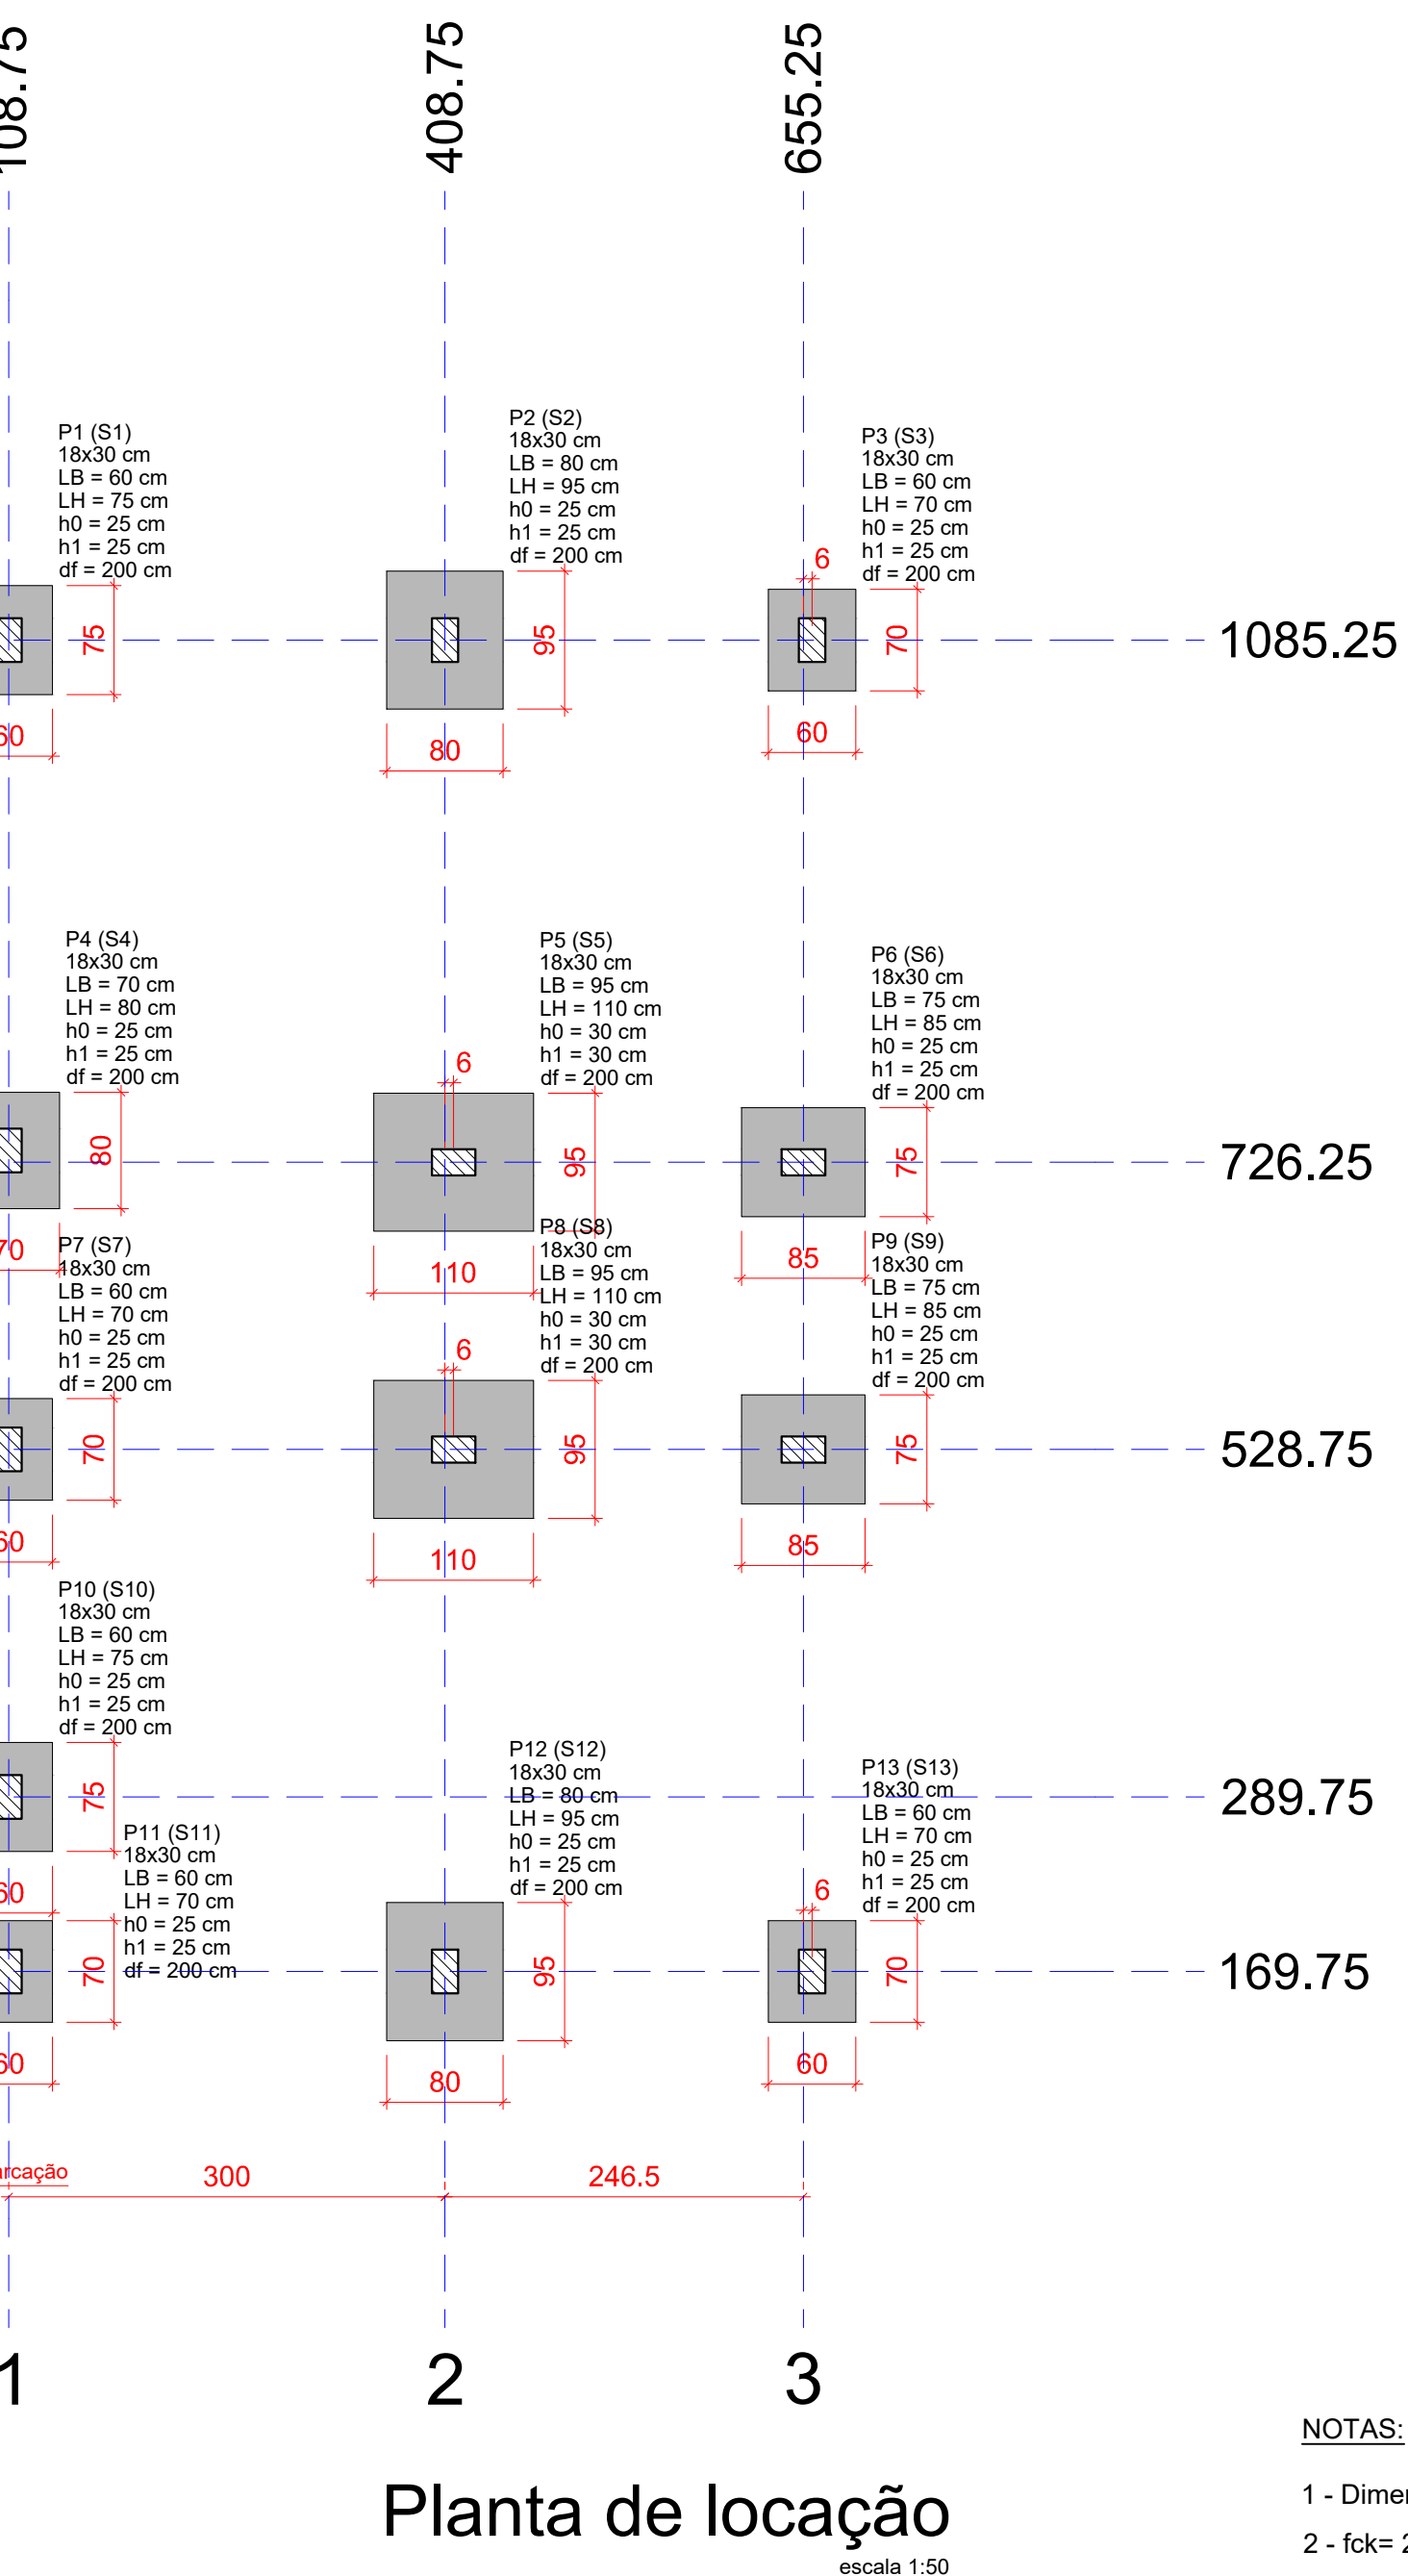 108.75
408.75
655.25
P1 (S1)
18x30 cm
LB = 60 cm
LH = 75 cm
h0 = 25 cm
h1 = 25 cm
df = 200 cm
75
60
P2 (S2)
18x30 cm
LB = 80 cm
LH = 95 cm
h0 = 25 cm
h1 = 25 cm
df = 200 cm
95
80
P3 (S3)
18x30 cm
LB = 60 cm
LH = 70 cm
h0 = 25 cm
h1 = 25 cm
df = 200 cm
6
70
60
1085.25
P4 (S4)
18x30 cm
LB = 70 cm
LH = 80 cm
h0 = 25 cm
h1 = 25 cm
df = 200 cm
80
70
P5 (S5)
18x30 cm
LB = 95 cm
LH = 110 cm
h0 = 30 cm
h1 = 30 cm
df = 200 cm
6
95
110
P6 (S6)
18x30 cm
LB = 75 cm
LH = 85 cm
h0 = 25 cm
h1 = 25 cm
df = 200 cm
75
85
726.25
P7 (S7)
18x30 cm
LB = 60 cm
LH = 70 cm
h0 = 25 cm
h1 = 25 cm
df = 200 cm
70
60
P8 (S8)
18x30 cm
LB = 95 cm
LH = 110 cm
h0 = 30 cm
h1 = 30 cm
df = 200 cm
6
95
110
P9 (S9)
18x30 cm
LB = 75 cm
LH = 85 cm
h0 = 25 cm
h1 = 25 cm
df = 200 cm
75
85
528.75
P10 (S10)
18x30 cm
LB = 60 cm
LH = 75 cm
h0 = 25 cm
h1 = 25 cm
df = 200 cm
75
60
289.75
P11 (S11)
18x30 cm
LB = 60 cm
LH = 70 cm
h0 = 25 cm
h1 = 25 cm
df = 200 cm
70
60
P12 (S12)
18x30 cm
LB = 80 cm
LH = 95 cm
h0 = 25 cm
h1 = 25 cm
df = 200 cm
95
80
P13 (S13)
18x30 cm
LB = 60 cm
LH = 70 cm
h0 = 25 cm
h1 = 25 cm
df = 200 cm
6
70
60
169.75
300
246.5
1
2
3
Planta de locação
escala 1:50
NOTAS:
1 -
2 - fck=